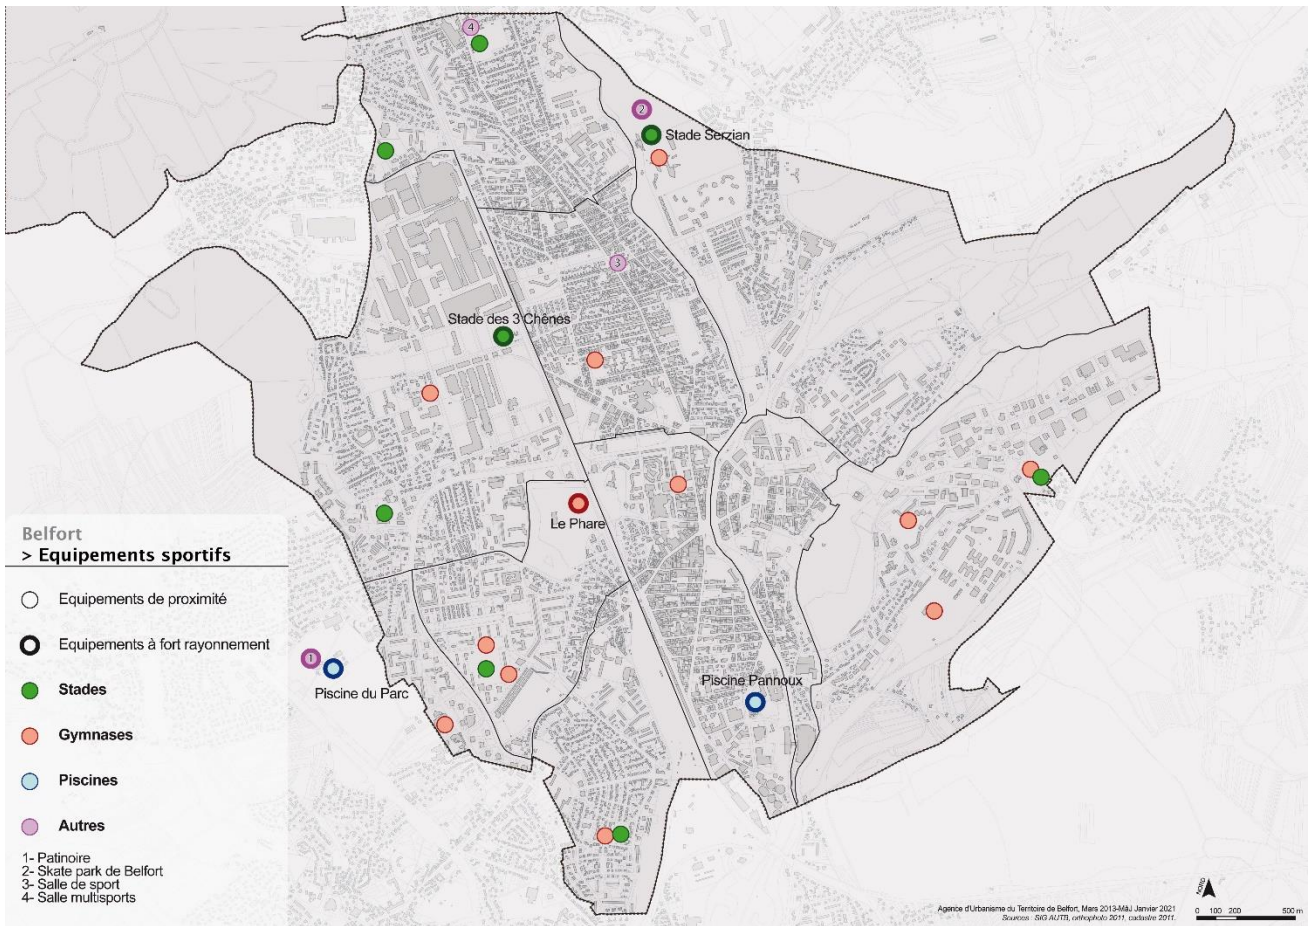 4
2
Stade Serzian
3
Stade des 3 Chênes
Le Phare
1
Piscine du Parc
Piscine Pannoux
Belfort
> Equipements sportifs
Equipements de proximité
Equipements à fort rayonnement
Stades
Gymnases
Piscines
Autres
1- Patinoire
2- Skate park de Belfort
3- Salle de sport
4- Salle multisports
NORD
Agence d'Urbanisme du Territoire de Belfort, Mars 2013-MàJ Janvier 2021
Sources : SIG AUTB, orthophoto 2011, cadastre 2011.
0 100 200 500 m